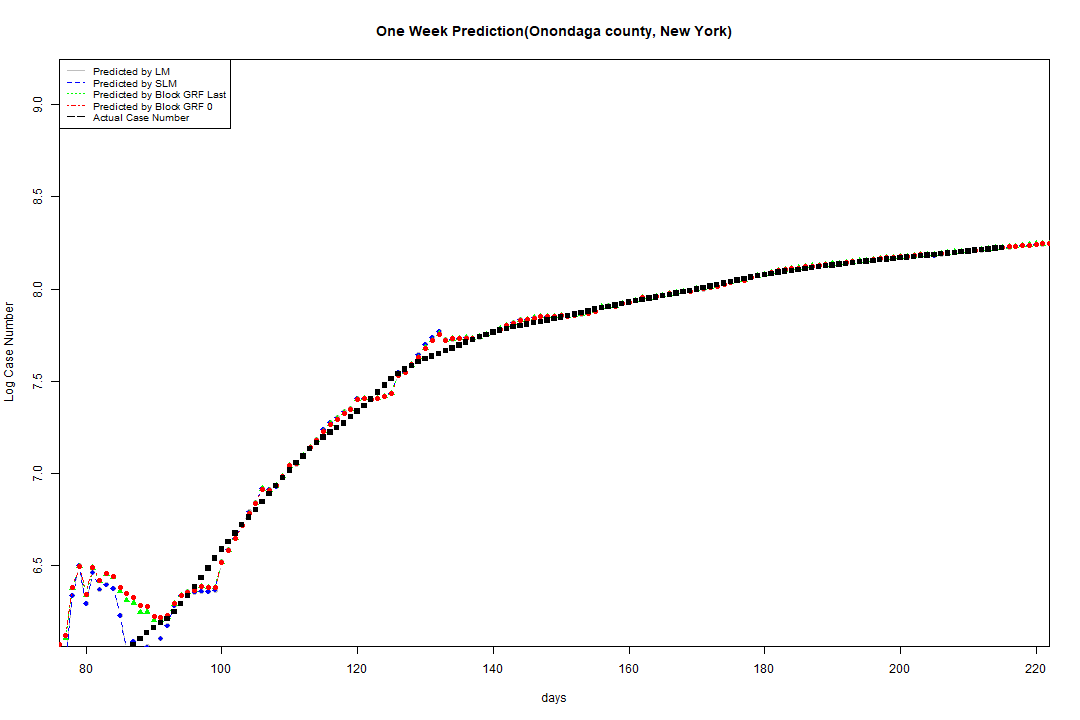 One Week Prediction(Onondaga county, New York)
Predicted by LM
Predicted by SLM
Predicted by Block GRF Last
Predicted by Block GRF 0
Actual Case Number
9.0
8.5
8.0
7.5
7.0
6.5
Log Case Number
80 100 120 140 160 180 200 220
days